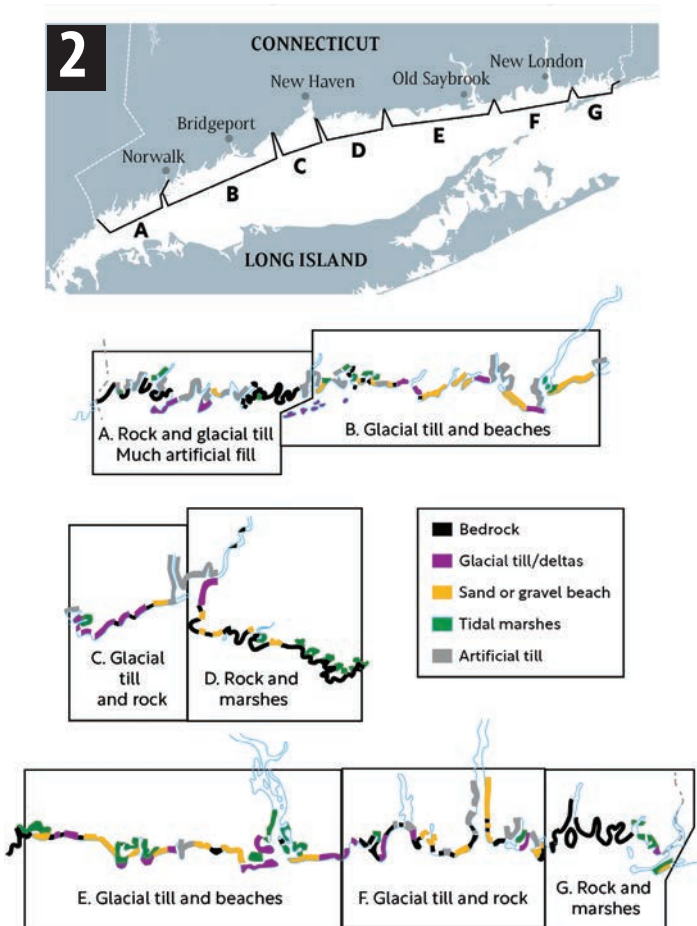 2
CONNECTICUT
New London
Old Saybrook
New Haven
Bridgeport
Norwalk
A
B
C
D
E
F
G
LONG ISLAND
A. Rock and glacial till
Much artificial fill
B. Glacial till and beaches
C. Glacial
till
and rock
D. Rock and
marshes
Bedrock
Glacial till/deltas
Sand or gravel beach
Tidal marshes
Artificial till
E. Glacial till and beaches
F. Glacial till and rock
G. Rock and
marshes